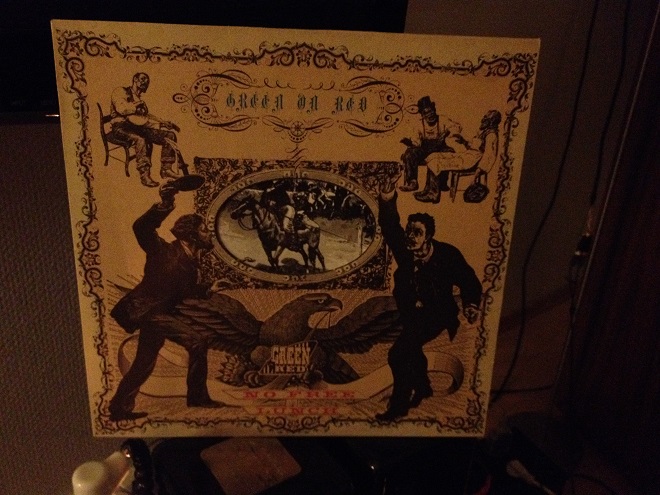 GREEN ON RED
GREEN
ON RED
NO FREE
LUNCH